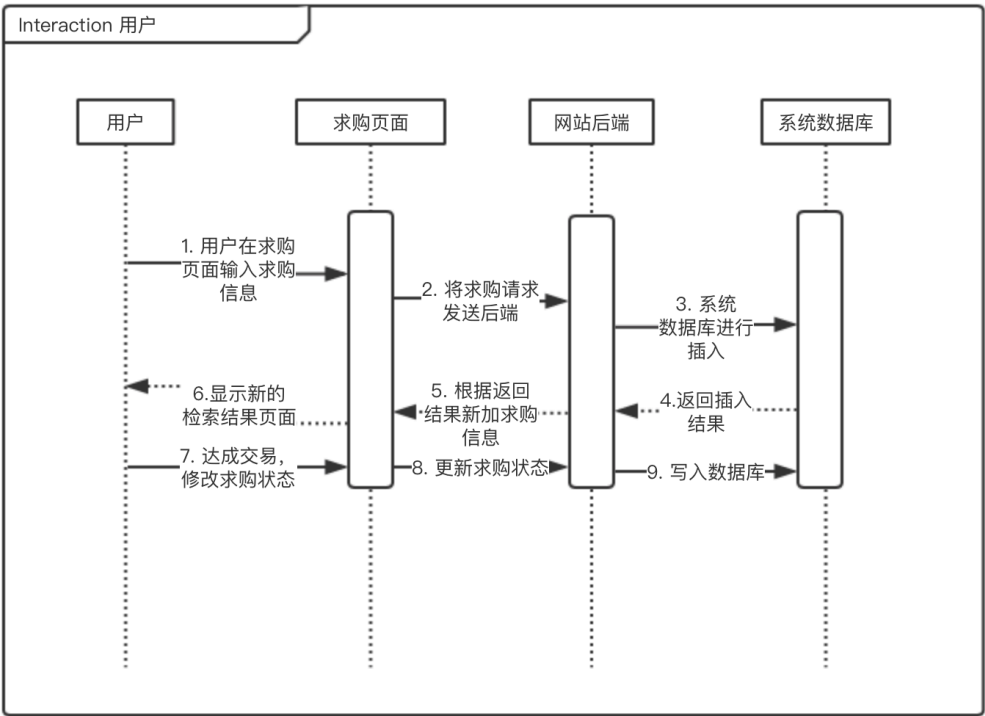 Interaction 用户
用户
求购页面
网站后端
系统数据库
1. 用户在求购
页面输入求购
信息
2. 将求购请求
发送后端
3. 系统
数据库进行
插入
4.返回插入
结果
5. 根据返回
结果新加求购
信息
6.显示新的
检索结果页面
7. 达成交易，
修改求购状态
8. 更新求购状态
9. 写入数据库